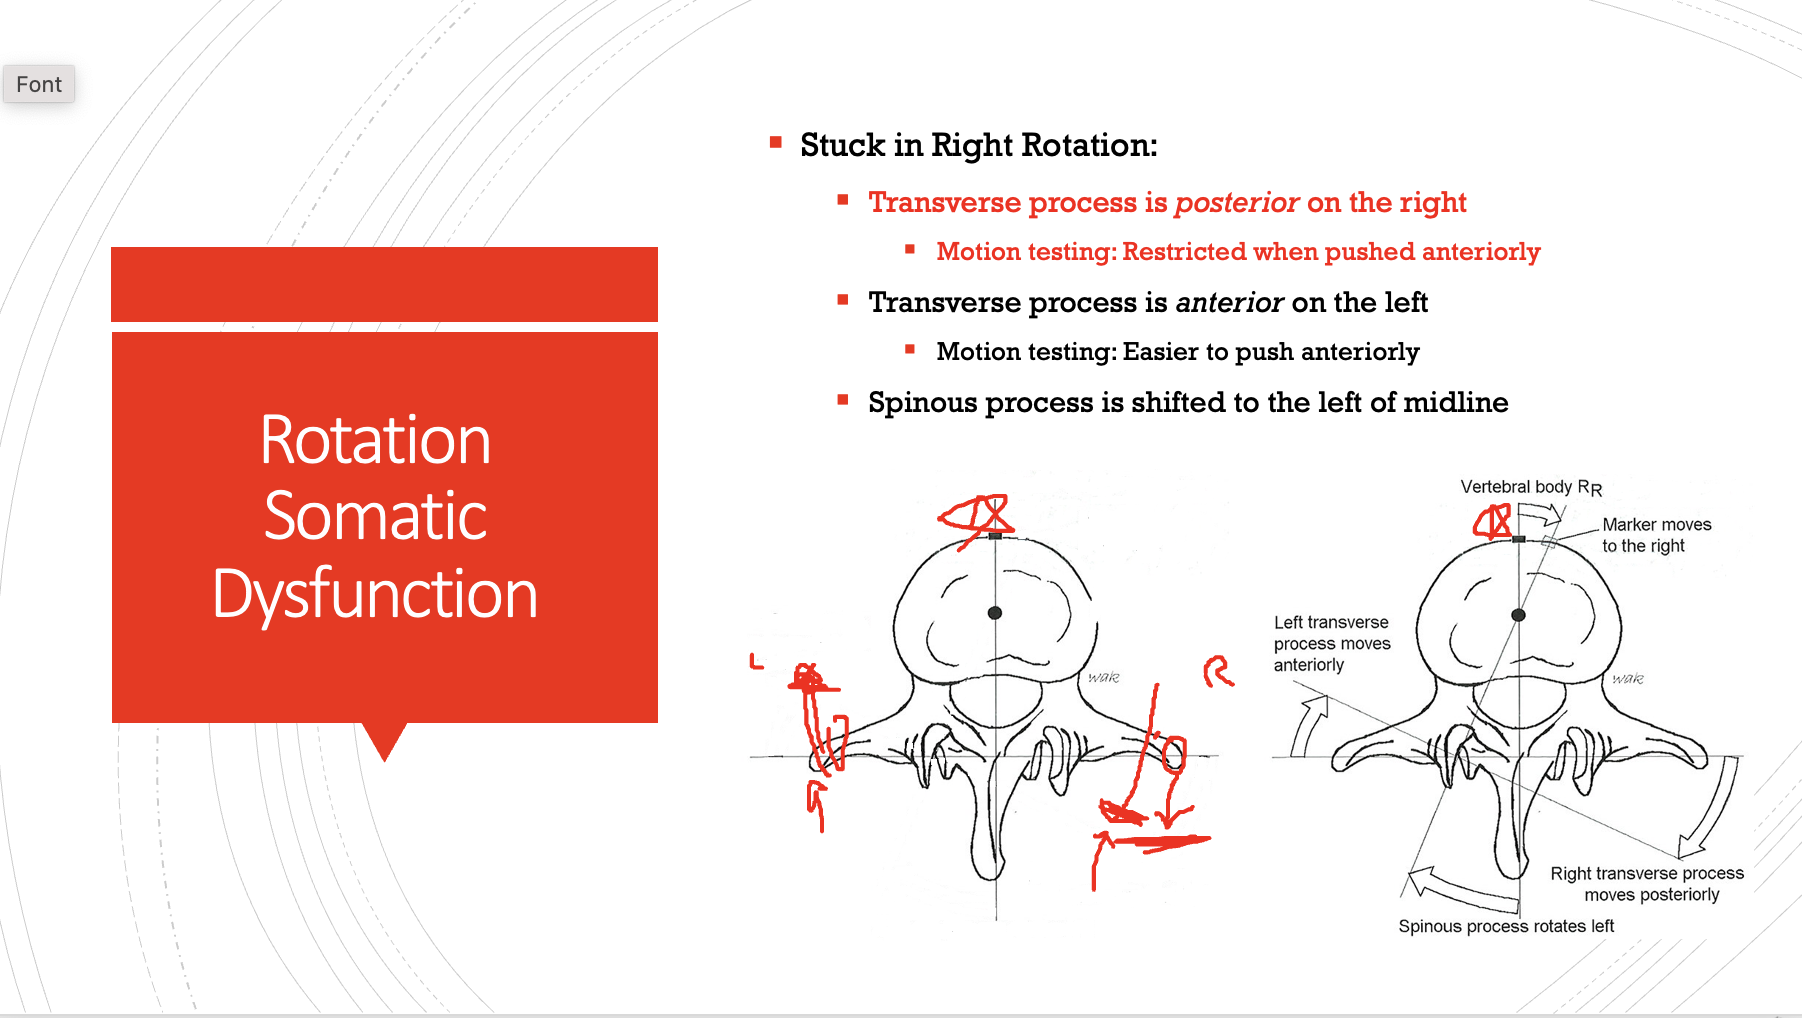 Font
Rotation
Somatic
Dysfunction
Stuck in Right Rotation:
Transverse process is posterior on the right
Motion testing: Restricted when pushed anteriorly
Transverse process is anterior on the left
Motion testing: Easier to push anteriorly
Spinous process is shifted to the left of midline
L
R
wak
Vertebral body RR
Marker moves
to the right
Left transverse
process moves
anteriorly
wak
Right transverse process
moves posteriorly
Spinous process rotates left